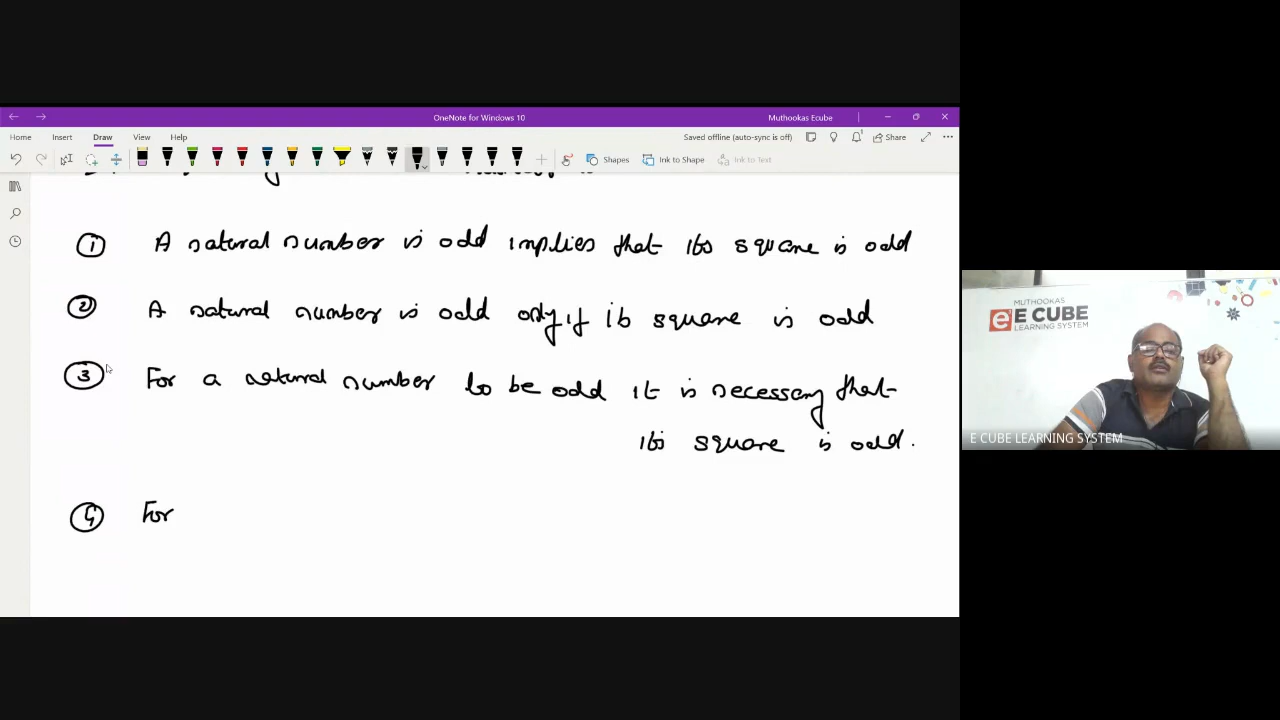 OneNote for Windows 10
Muthookas Ecube
Home Insert Draw View Help
Saved offline (auto-sync is off)
Share
Shapes
Ink to Shape
Ink to Text
① A natural number is odd implies that its square is odd
② A natural number is odd only if its square is odd
③ For a natural number to be odd it is necessary that
its square is odd.
④ For
MUTHOOKAS
E CUBE
LEARNING SYSTEM
E CUBE LEARNING SYSTEM